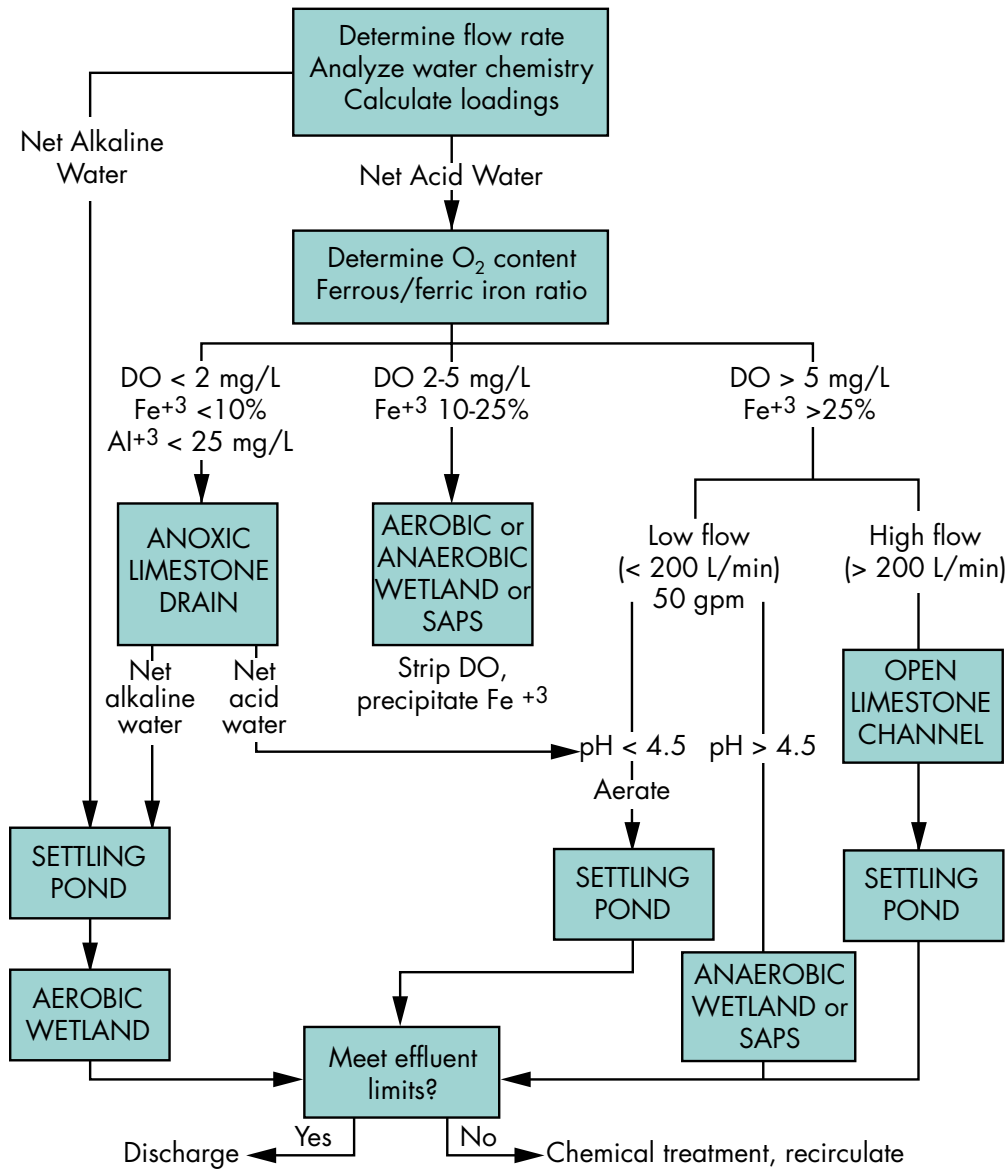 Determine flow rate
Analyze water chemistry
Calculate loadings
Net Alkaline
Water
Net Acid Water
Determine O₂ content
Ferrous/ferric iron ratio
DO < 2 mg/L
Fe⁺³ <10%
Al⁺³ < 25 mg/L
DO 2-5 mg/L
Fe⁺³ 10-25%
DO > 5 mg/L
Fe⁺³ >25%
ANOXIC
LIMESTONE
DRAIN
AEROBIC or
ANAEROBIC
WETLAND or
SAPS
Low flow
(< 200 L/min)
50 gpm
High flow
(> 200 L/min)
Net
alkaline
water
Net
acid
water
Strip DO,
precipitate Fe ⁺³
OPEN
LIMESTONE
CHANNEL
pH < 4.5
pH > 4.5
Aerate
SETTLING
POND
SETTLING
POND
SETTLING
POND
AEROBIC
WETLAND
ANAEROBIC
WETLAND or
SAPS
Meet effluent
limits?
Yes
No
Discharge
Chemical treatment, recirculate